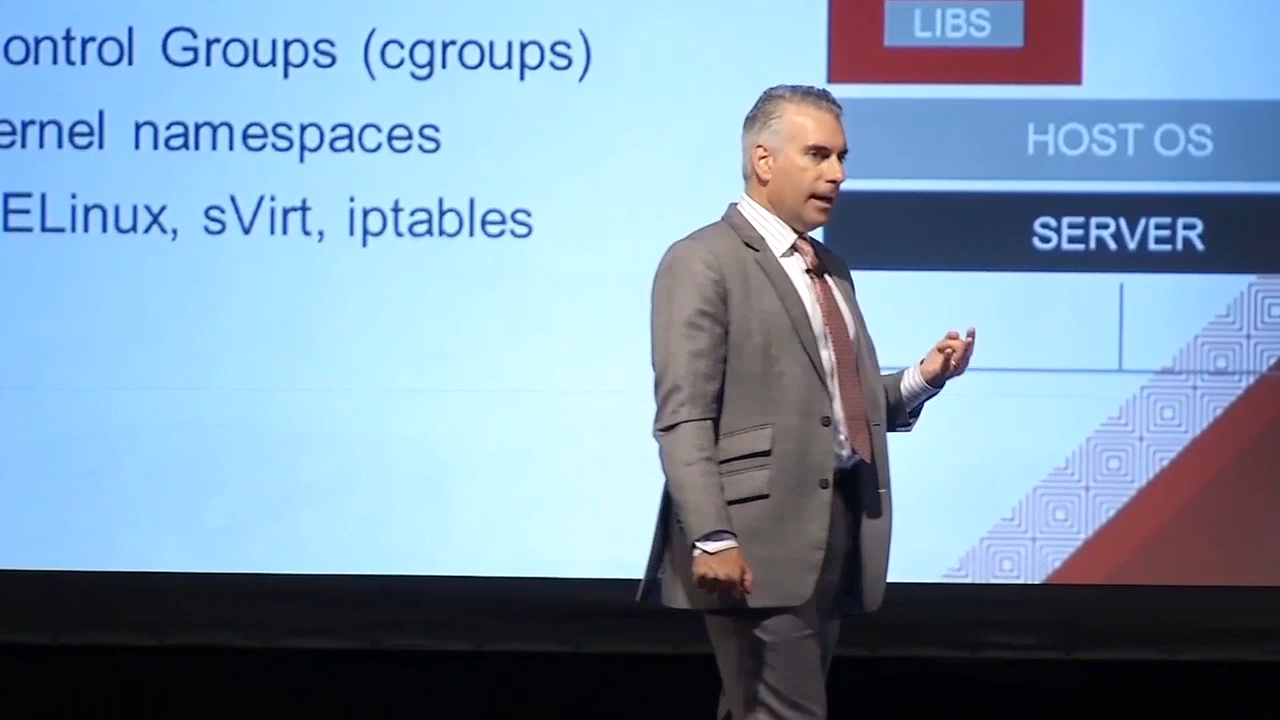 ontrol Groups (cgroups)
ernel namespaces
ELinux, sVirt, iptables
LIBS
HOST OS
SERVER